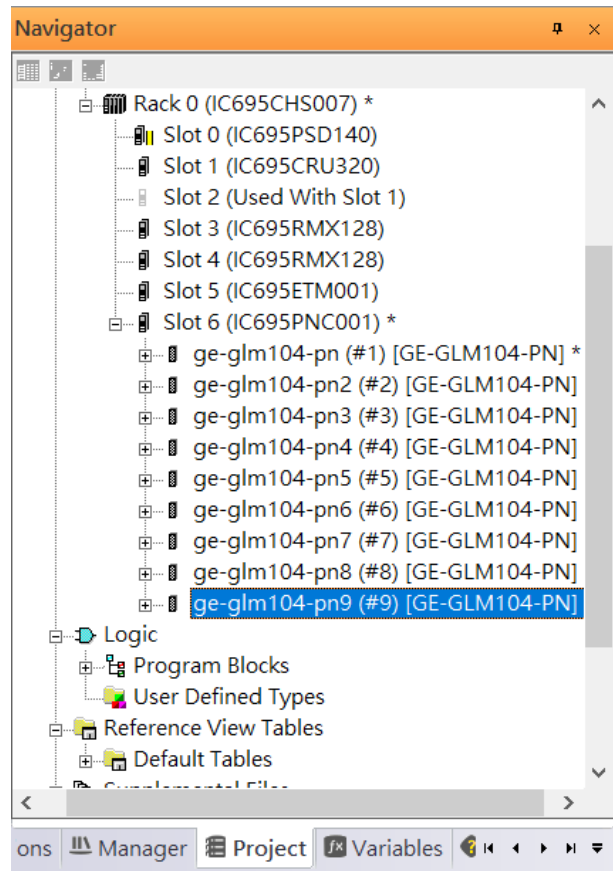 Navigator
Rack 0 (IC695CHS007) *
Slot 0 (IC695PSD140)
Slot 1 (IC695CRU320)
Slot 2 (Used With Slot 1)
Slot 3 (IC695RMX128)
Slot 4 (IC695RMX128)
Slot 5 (IC695ETM001)
Slot 6 (IC695PNC001) *
ge-glm104-pn (#1) [GE-GLM104-PN] *
ge-glm104-pn2 (#2) [GE-GLM104-PN]
ge-glm104-pn3 (#3) [GE-GLM104-PN]
ge-glm104-pn4 (#4) [GE-GLM104-PN]
ge-glm104-pn5 (#5) [GE-GLM104-PN]
ge-glm104-pn6 (#6) [GE-GLM104-PN]
ge-glm104-pn7 (#7) [GE-GLM104-PN]
ge-glm104-pn8 (#8) [GE-GLM104-PN]
ge-glm104-pn9 (#9) [GE-GLM104-PN]
Logic
Program Blocks
User Defined Types
Reference View Tables
Default Tables
Supplemental Files
ons Manager Project Variables